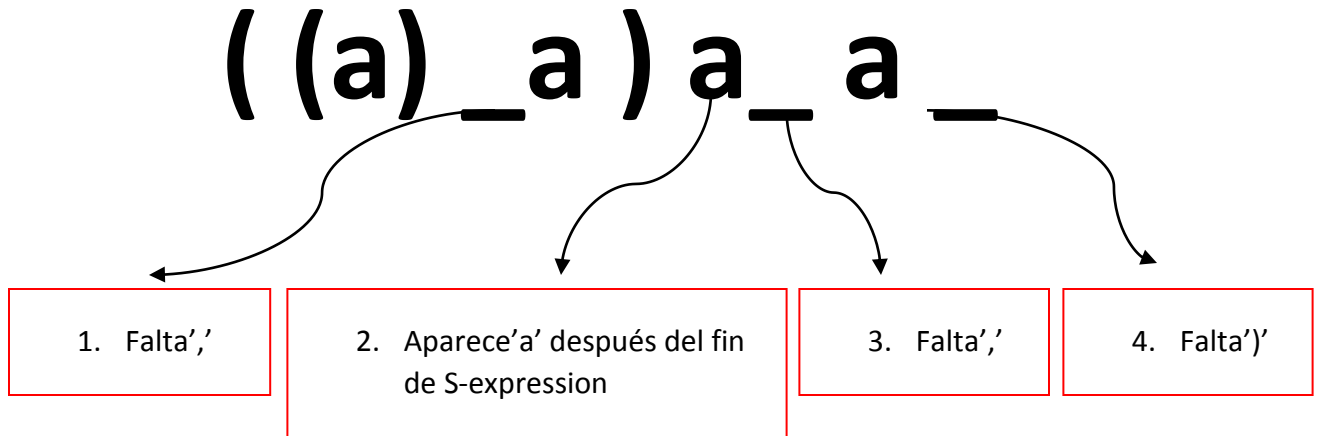 ( (a) _a ) a_ a _
1. Falta','
2. Aparece'a' después del fin
de S-expression
3. Falta','
4. Falta')'